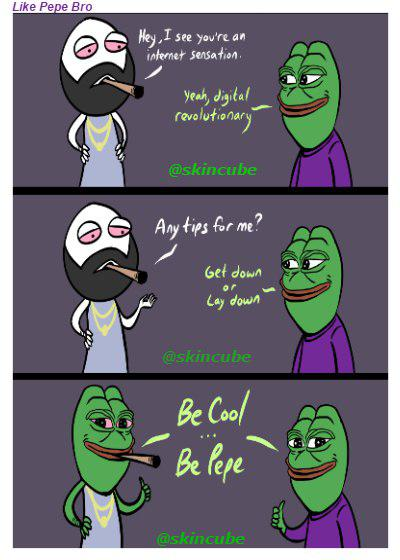 Like Pepe Bro
Hey, I see you're an
internet sensation.
Yeah, digital
revolutionary
@skincube
Any tips for me?
Get down
or
Lay down
@skincube
Be Cool
...
Be Pepe
@skincube